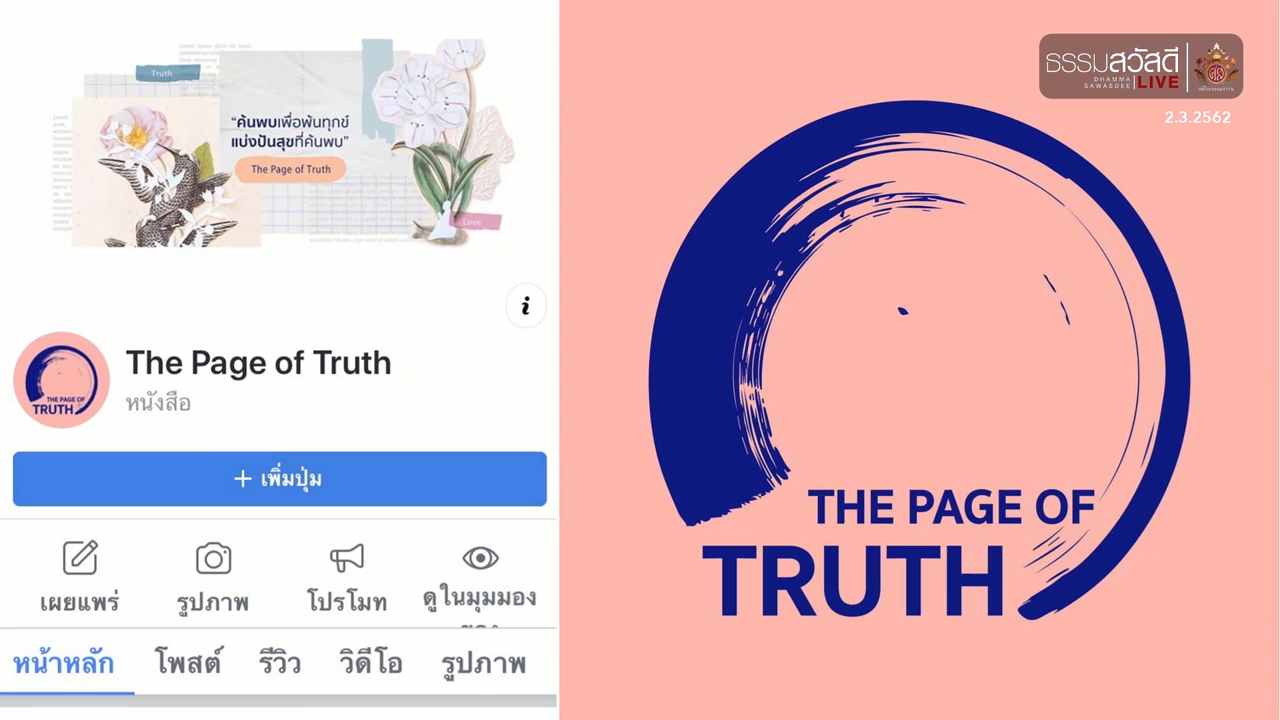 Truth
“ค้นพบเพื่อพ้นทุกข์
แบ่งปันสุขที่ค้นพบ”
The Page of Truth
Love
i
THE PAGE OF
TRUTH
The Page of Truth
หนังสือ
+ เพิ่มปุ่ม
เผยแพร่ รูปภาพ โปรโมท ดูในมุมมอง
หน้าหลัก โพสต์ รีวิว วิดีโอ รูปภาพ
ธรรมสวัสดี
DHAMMA
SAWASDEE LIVE
2.3.2562
THE PAGE OF
TRUTH